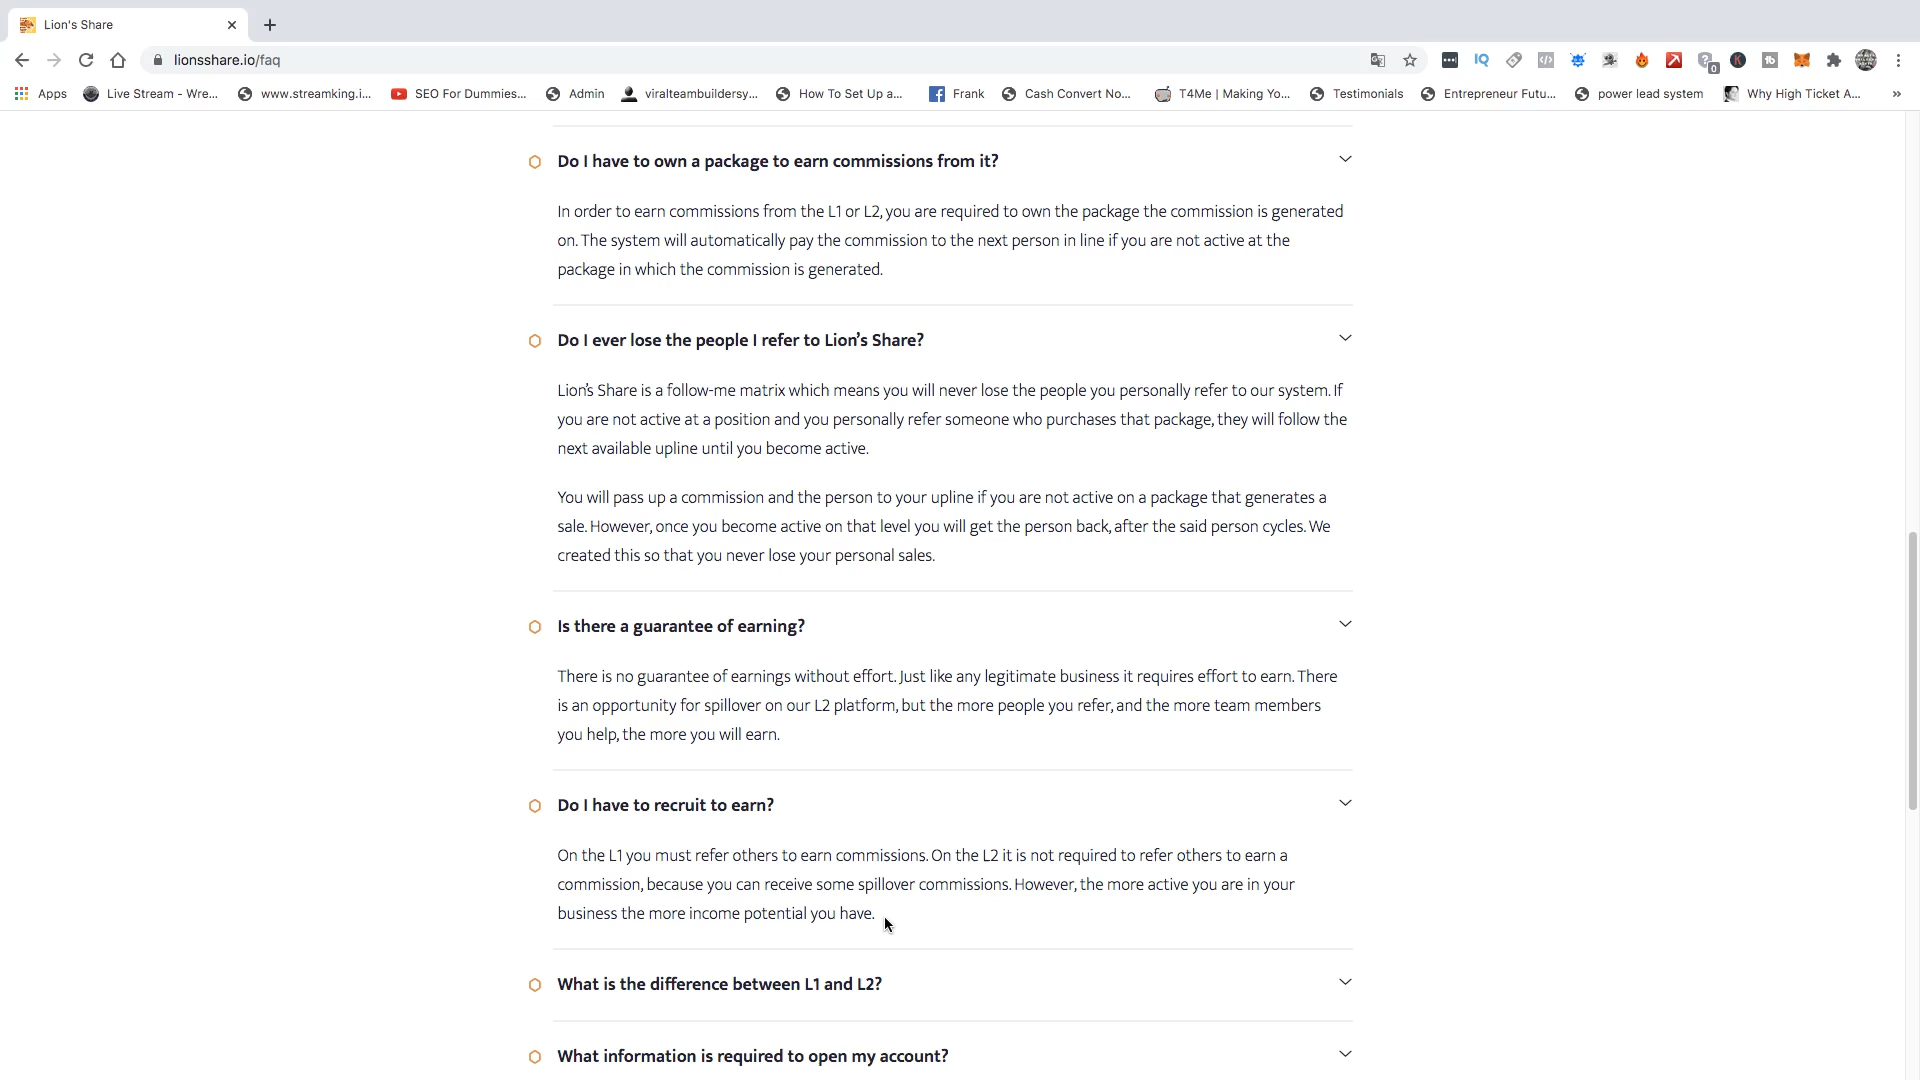 Lion's Share
lionsshare.io/faq
IQ
0
K
Apps
Live Stream - Wre...
www.streamking.i...
SEO For Dummies...
Admin
viralteambuildersy...
How To Set Up a...
Frank
Cash Convert No...
T4Me | Making Yo...
Testimonials
Entrepreneur Futu...
power lead system
Why High Ticket A...
Do I have to own a package to earn commissions from it?
In order to earn commissions from the L1 or L2, you are required to own the package the commission is generated
on. The system will automatically pay the commission to the next person in line if you are not active at the
package in which the commission is generated.
Do I ever lose the people I refer to Lion’s Share?
Lion’s Share is a follow-me matrix which means you will never lose the people you personally refer to our system. If
you are not active at a position and you personally refer someone who purchases that package, they will follow the
next available upline until you become active.
You will pass up a commission and the person to your upline if you are not active on a package that generates a
sale. However, once you become active on that level you will get the person back, after the said person cycles. We
created this so that you never lose your personal sales.
Is there a guarantee of earning?
There is no guarantee of earnings without effort. Just like any legitimate business it requires effort to earn. There
is an opportunity for spillover on our L2 platform, but the more people you refer, and the more team members
you help, the more you will earn.
Do I have to recruit to earn?
On the L1 you must refer others to earn commissions. On the L2 it is not required to refer others to earn a
commission, because you can receive some spillover commissions. However, the more active you are in your
business the more income potential you have.
What is the difference between L1 and L2?
What information is required to open my account?